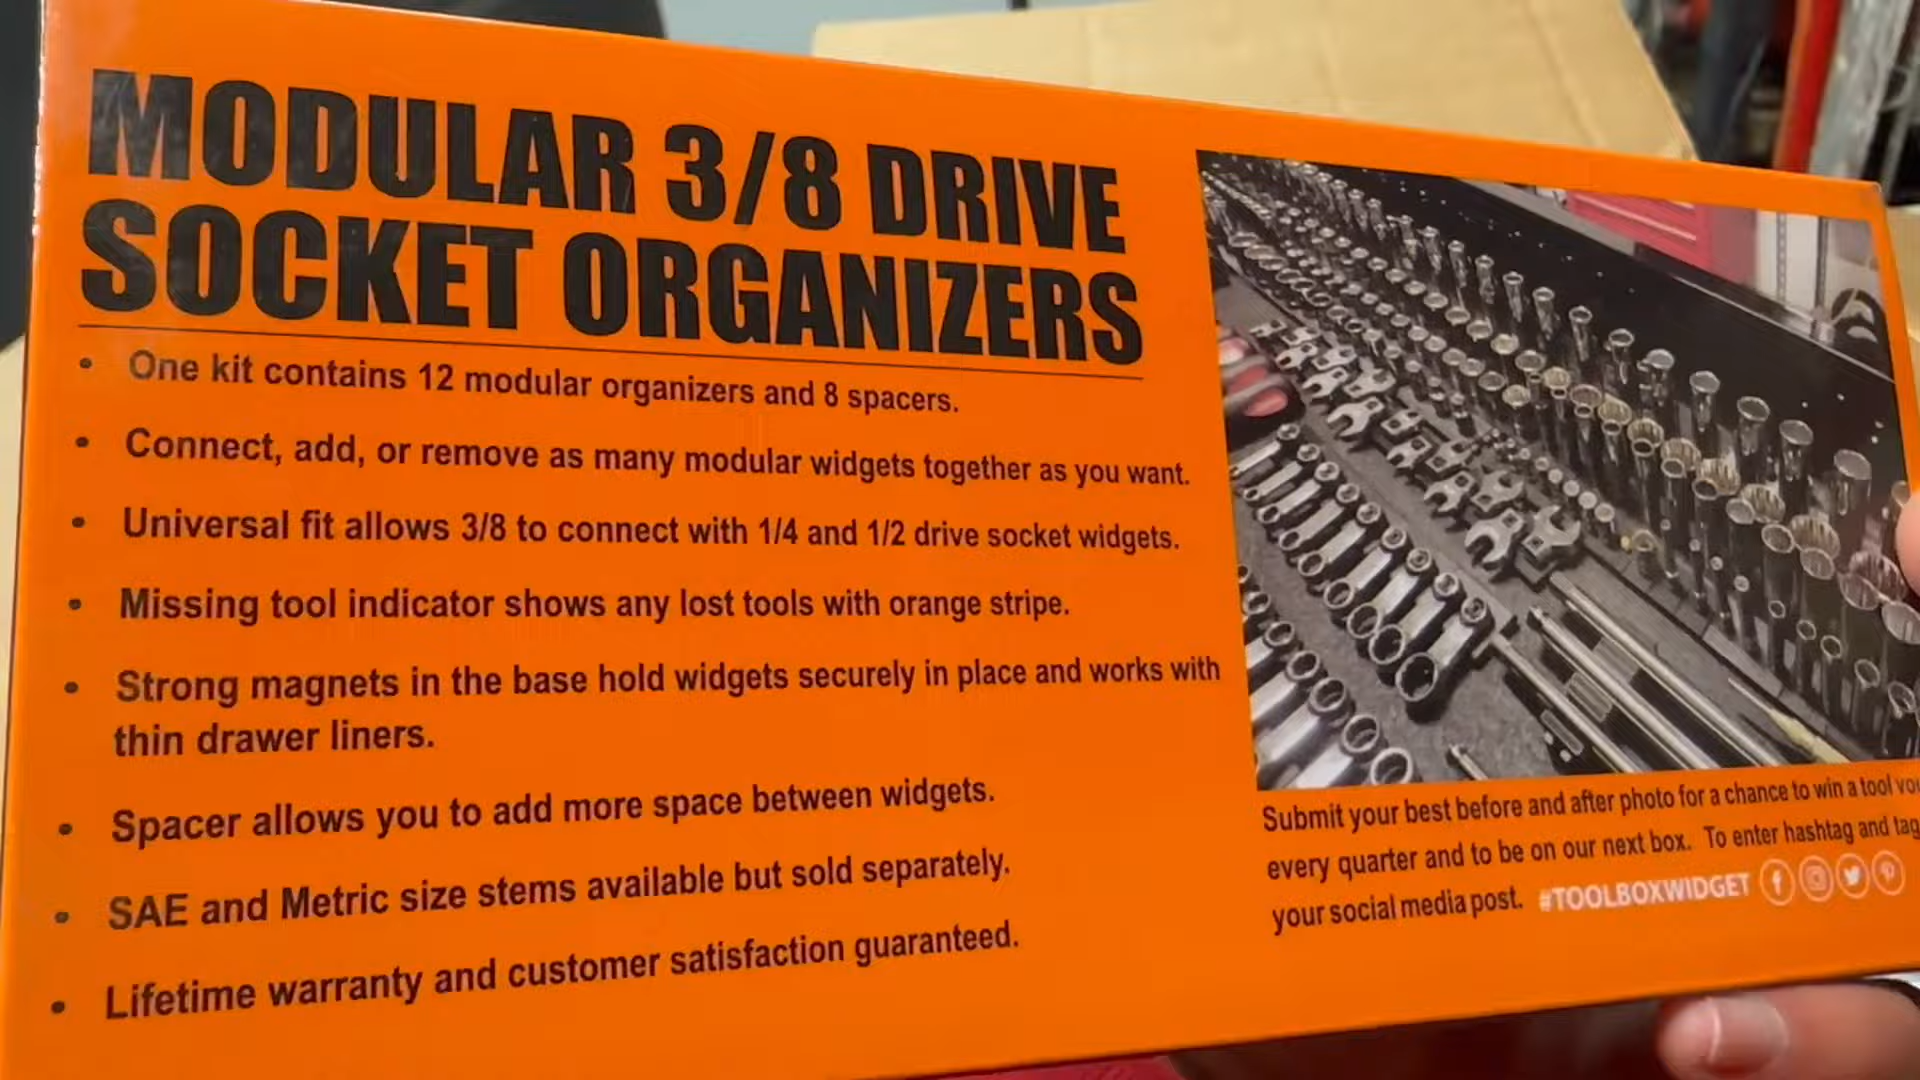 MODULAR 3/8 DRIVE
SOCKET ORGANIZERS
• One kit contains 12 modular organizers and 8 spacers.
• Connect, add, or remove as many modular widgets together as you want.
• Universal fit allows 3/8 to connect with 1/4 and 1/2 drive socket widgets.
• Missing tool indicator shows any lost tools with orange stripe.
• Strong magnets in the base hold widgets securely in place and works with
thin drawer liners.
• Spacer allows you to add more space between widgets.
• SAE and Metric size stems available but sold separately.
• Lifetime warranty and customer satisfaction guaranteed.
Submit your best before and after photo for a chance to win a tool
every quarter and to be on our next box. To enter hashtag and tag
your social media post. #TOOLBOXWIDGET